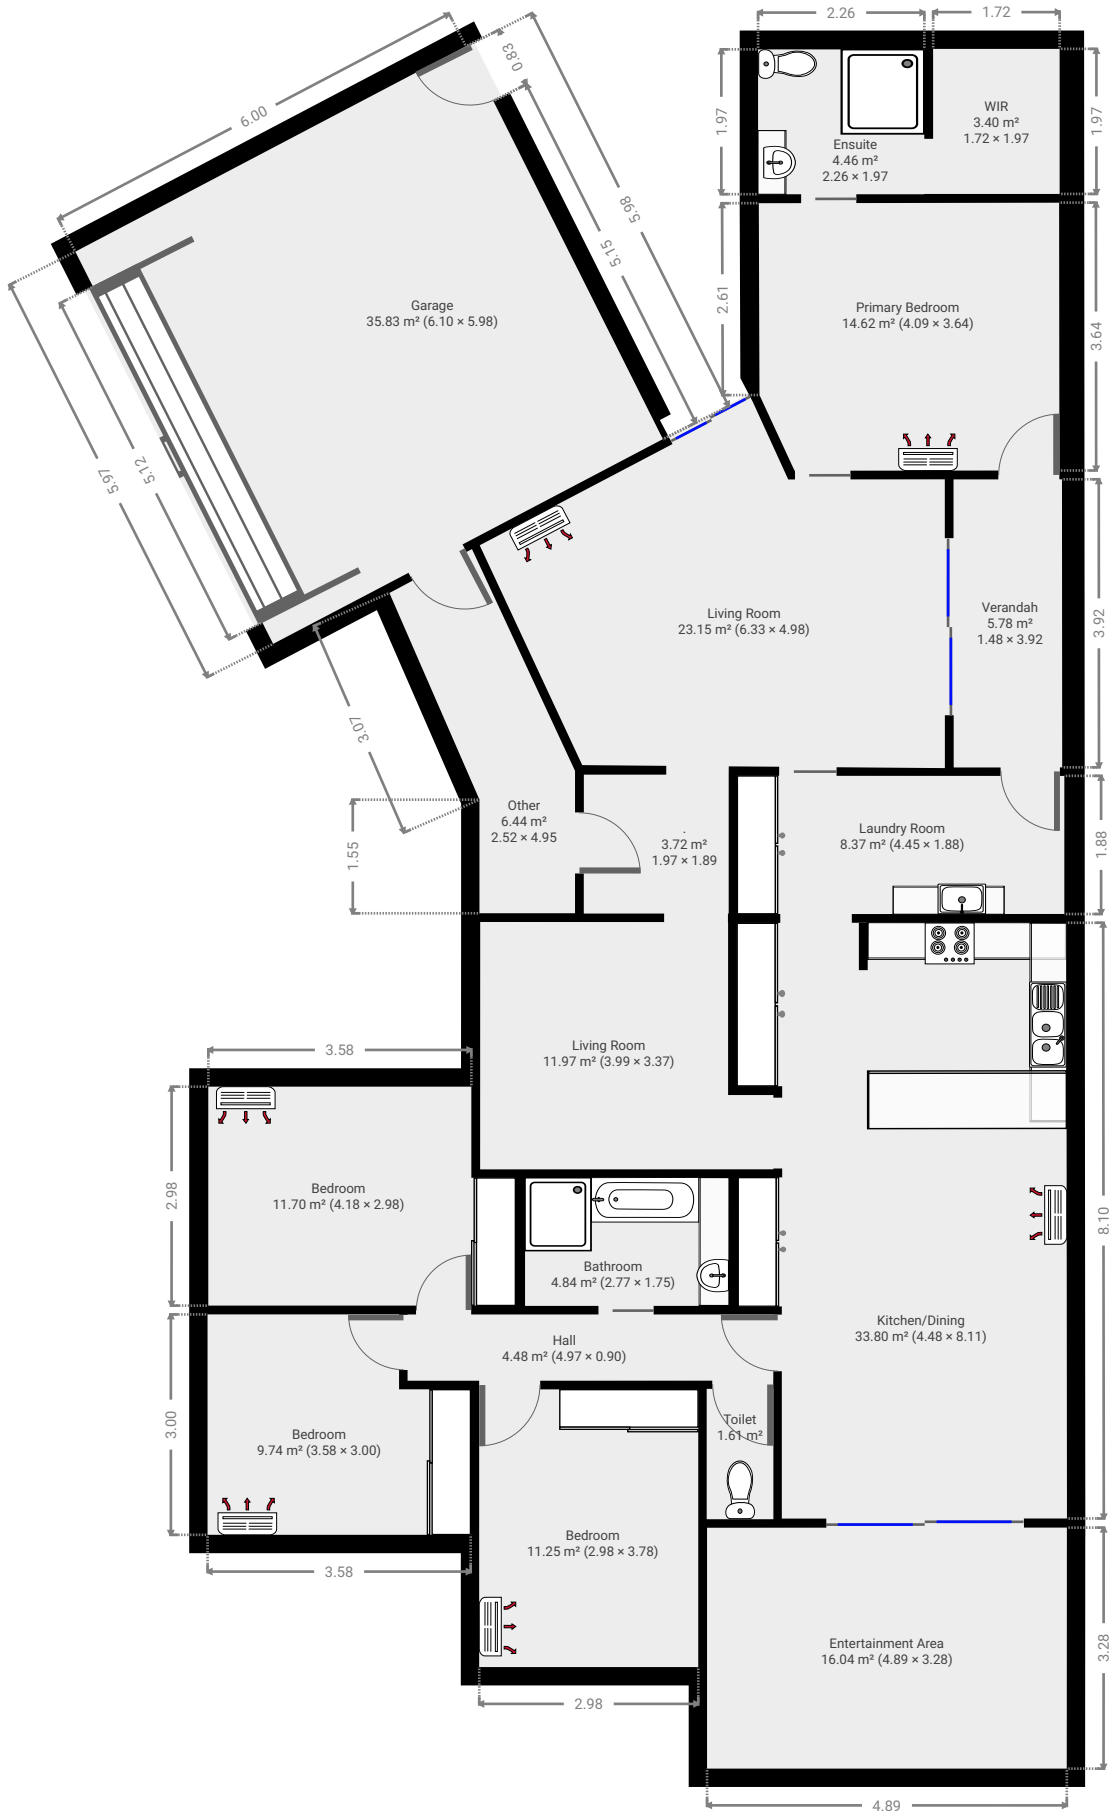 2.26
1.72
6.00
0.83
1.97
WIR
3.40 m²
1.72 × 1.97
1.97
Ensuite
4.46 m²
2.26 × 1.97
5.98
5.15
2.61
Garage
35.83 m² (6.10 × 5.98)
Primary Bedroom
14.62 m² (4.09 × 3.64)
3.64
5.12
5.97
Living Room
23.15 m² (6.33 × 4.98)
Verandah
5.78 m²
1.48 × 3.92
3.92
3.07
Other
6.44 m²
2.52 × 4.95
.
3.72 m²
1.97 × 1.89
Laundry Room
8.37 m² (4.45 × 1.88)
1.88
1.55
3.58
Living Room
11.97 m² (3.99 × 3.37)
2.98
Bedroom
11.70 m² (4.18 × 2.98)
8.10
Bathroom
4.84 m² (2.77 × 1.75)
Kitchen/Dining
33.80 m² (4.48 × 8.11)
Hall
4.48 m² (4.97 × 0.90)
3.00
Bedroom
9.74 m² (3.58 × 3.00)
Toilet
1.61 m²
Bedroom
11.25 m² (2.98 × 3.78)
3.58
Entertainment Area
16.04 m² (4.89 × 3.28)
3.28
2.98
4.89